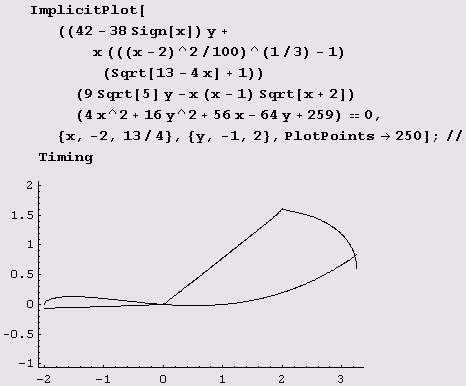 ImplicitPlot[
((42 - 38 Sign[x]) y +
x (((x - 2)^2/100)^(1/3) - 1)
(Sqrt[13 - 4 x] + 1))
(9 Sqrt[5] y - x (x - 1) Sqrt[x + 2])
(4 x^2 + 16 y^2 + 56 x - 64 y + 259) == 0,
{x, -2, 13/4}, {y, -1, 2}, PlotPoints → 250]; //
Timing
2
1.5
1
0.5
0
-0.5
-1
-2 -1 0 1 2 3